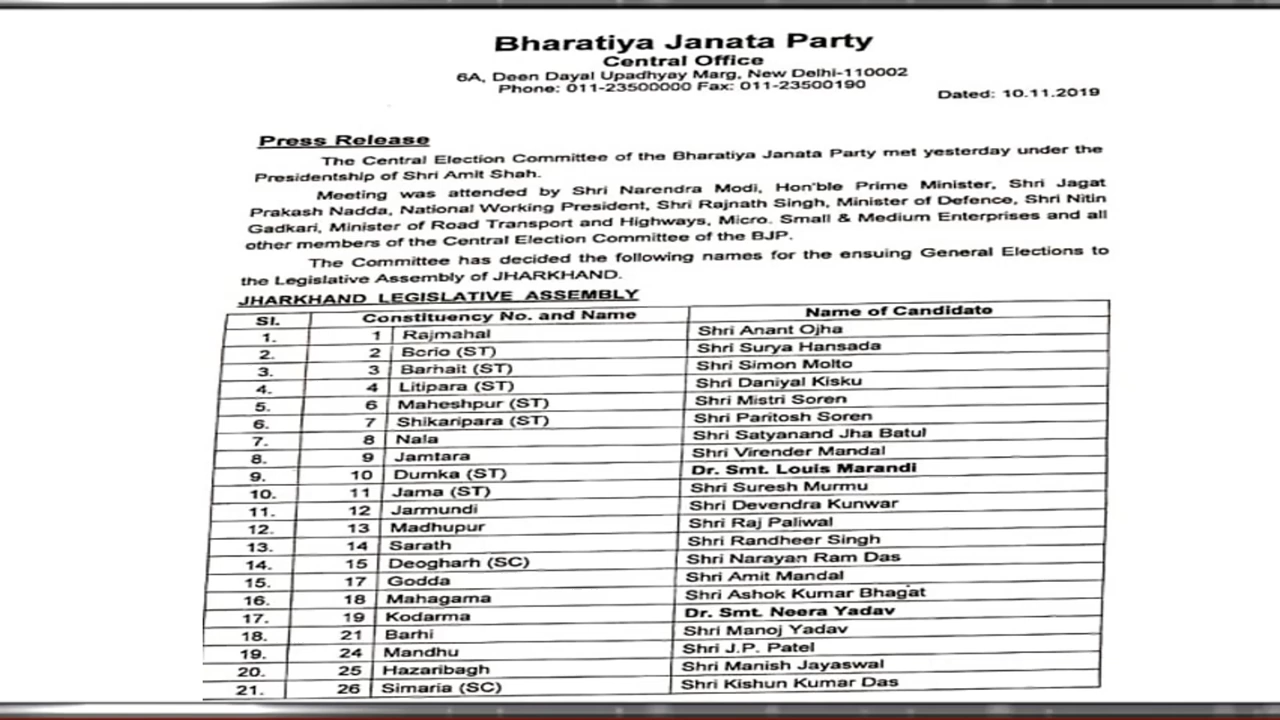 Bharatiya Janata Party
Central Office
6A, Deen Dayal Upadhyay Marg, New Delhi-110002
Phone: 011-23500000 Fax: 011-23500190
Dated: 10.11.2019
Press Release
The Central Election Committee of the Bharatiya Janata Party met yesterday under the
Presidentship of Shri Amit Shah.
Meeting was attended by Shri Narendra Modi, Hon'ble Prime Minister, Shri Jagat
Prakash Nadda, National Working President, Shri Rajnath Singh, Minister of Defence, Shri Nitin
Gadkari, Minister of Road Transport and Highways, Micro. Small & Medium Enterprises and all
other members of the Central Election Committee of the BJP.
The Committee has decided the following names for the ensuing General Elections to
the Legislative Assembly of JHARKHAND.
JHARKHAND LEGISLATIVE ASSEMBLY
Sl. Constituency No. and Name Name of Candidate
1. 1 Rajmahal Shri Anant Ojha
2. 2 Borio (ST) Shri Surya Hansada
3. 3 Barhait (ST) Shri Simon Molto
4. 4 Litipara (ST) Shri Daniyal Kisku
5. 6 Maheshpur (ST) Shri Mistri Soren
6. 7 Shikaripara (ST) Shri Paritosh Soren
7. 8 Nala Shri Satyanand Jha Batul
8. 9 Jamtara Shri Virender Mandal
9. 10 Dumka (ST) Dr. Smt. Louis Marandi
10. 11 Jama (ST) Shri Suresh Murmu
11. 12 Jarmundi Shri Devendra Kunwar
12. 13 Madhupur Shri Raj Paliwal
13. 14 Sarath Shri Randheer Singh
14. 15 Deogharh (SC) Shri Narayan Ram Das
15. 17 Godda Shri Amit Mandal
16. 18 Mahagama Shri Ashok Kumar Bhagat
17. 19 Kodarma Dr. Smt. Neera Yadav
18. 21 Barhi Shri Manoj Yadav
19. 24 Mandhu Shri J.P. Patel
20. 25 Hazaribagh Shri Manish Jayaswal
21. 26 Simaria (SC) Shri Kishun Kumar Das